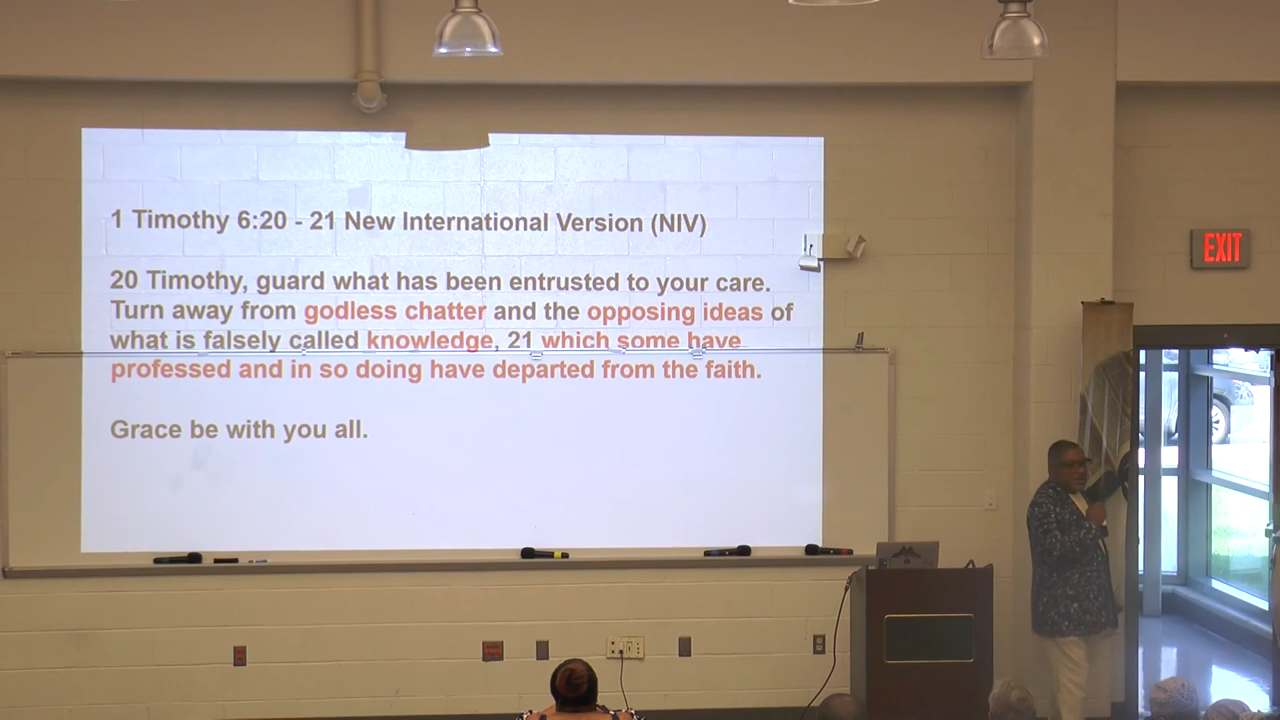 1 Timothy 6:20 - 21 New International Version (NIV)
20 Timothy, guard what has been entrusted to your care.
Turn away from godless chatter and the opposing ideas of
what is falsely called knowledge, 21 which some have
professed and in so doing have departed from the faith.
Grace be with you all.
EXIT